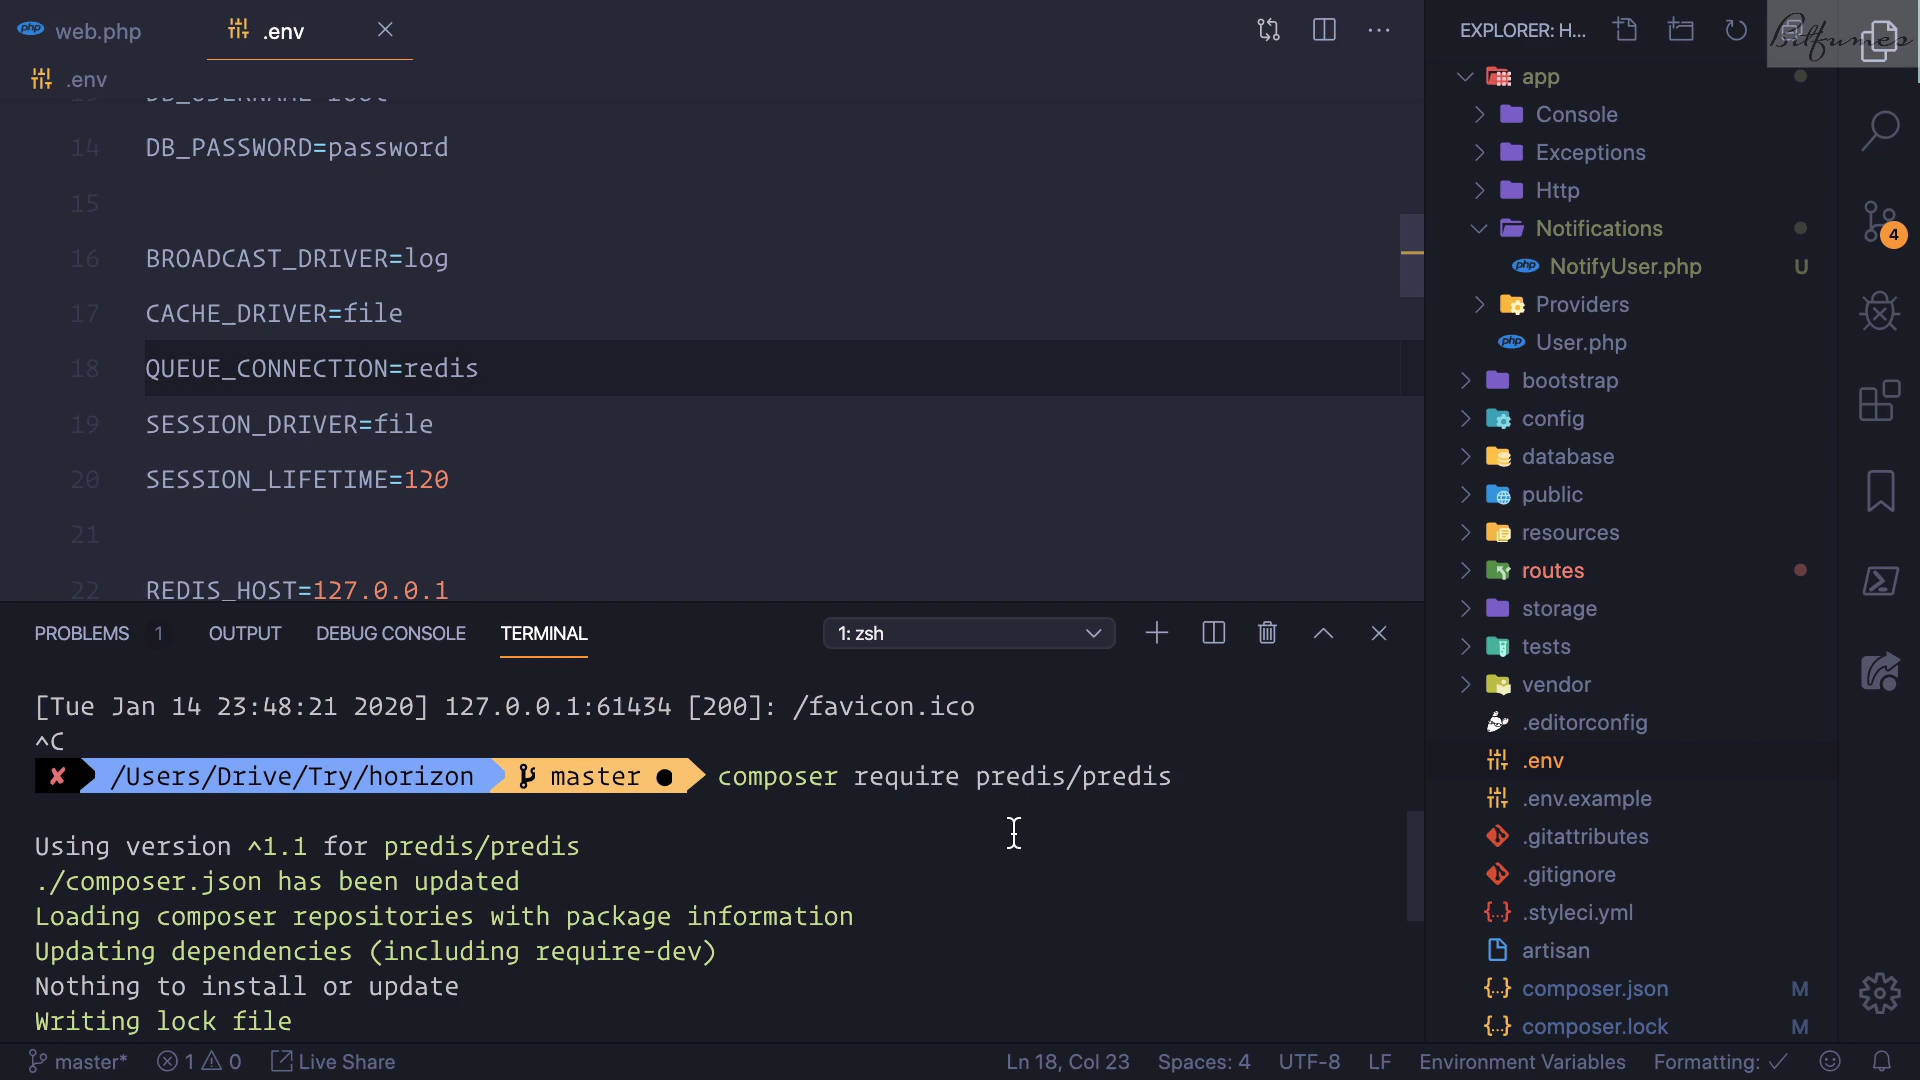 web.php
.env
.env
14 DB_PASSWORD=password
15
16 BROADCAST_DRIVER=log
17 CACHE_DRIVER=file
18 QUEUE_CONNECTION=redis
19 SESSION_DRIVER=file
20 SESSION_LIFETIME=120
21
22 REDIS_HOST=127.0.0.1
PROBLEMS 1 OUTPUT DEBUG CONSOLE TERMINAL
1: zsh
[Tue Jan 14 23:48:21 2020] 127.0.0.1:61434 [200]: /favicon.ico
^C
✘ /Users/Drive/Try/horizon master ● composer require predis/predis
Using version ^1.1 for predis/predis
./composer.json has been updated
Loading composer repositories with package information
Updating dependencies (including require-dev)
Nothing to install or update
Writing lock file
EXPLORER: H...
Bitfumes
app
Console
Exceptions
Http
Notifications
NotifyUser.php U
Providers
User.php
bootstrap
config
database
public
resources
routes
storage
tests
vendor
.editorconfig
.env
.env.example
.gitattributes
.gitignore
.styleci.yml
artisan
composer.json M
composer.lock M
4
master* 1 0 Live Share
Ln 18, Col 23 Spaces: 4 UTF-8 LF Environment Variables Formatting: ✓